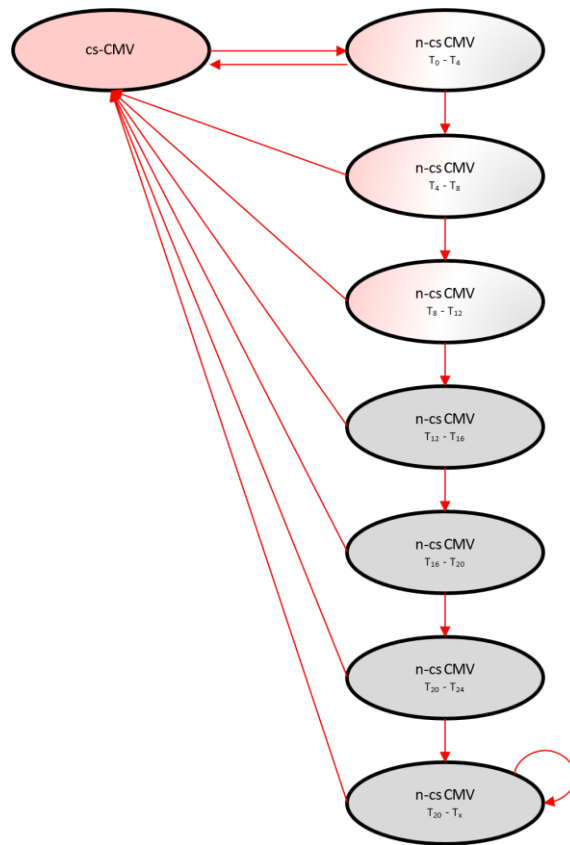 cs-CMV
n-cs CMV
T₀ - T₄
n-cs CMV
T₄ - T₈
n-cs CMV
T₈ - T₁₂
n-cs CMV
T₁₂ - T₁₆
n-cs CMV
T₁₆ - T₂₀
n-cs CMV
T₂₀ - T₂₄
n-cs CMV
T₂₀ - Tₓ